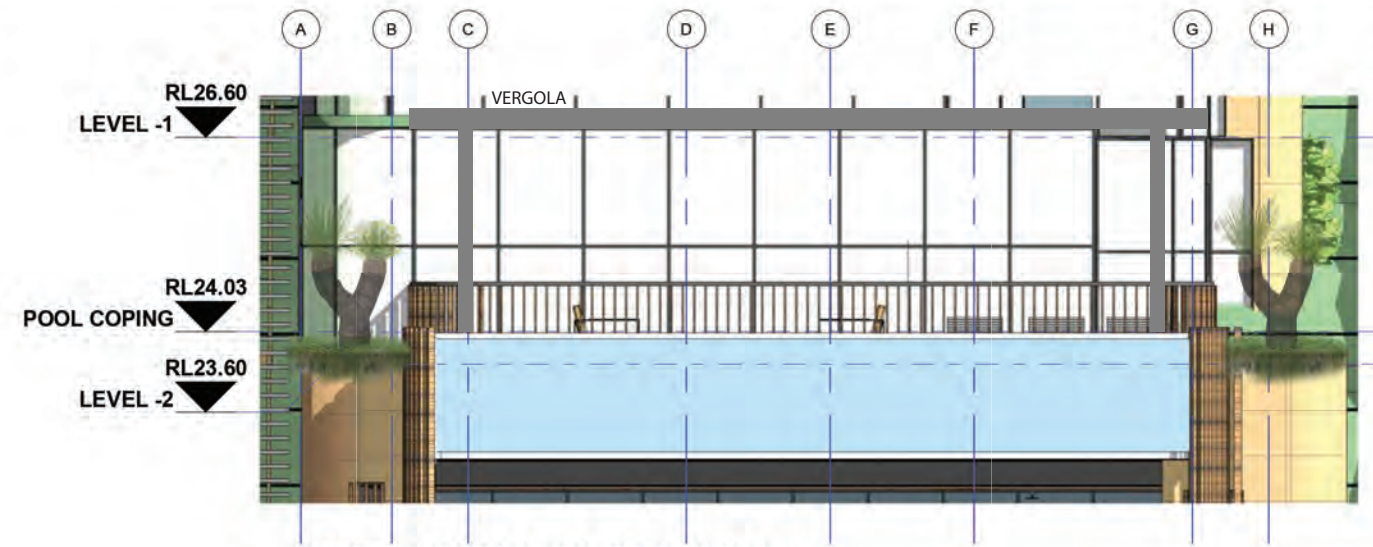 A B C D E F G H
VERGOLA
RL26.60
LEVEL -1
RL24.03
POOL COPING
RL23.60
LEVEL -2